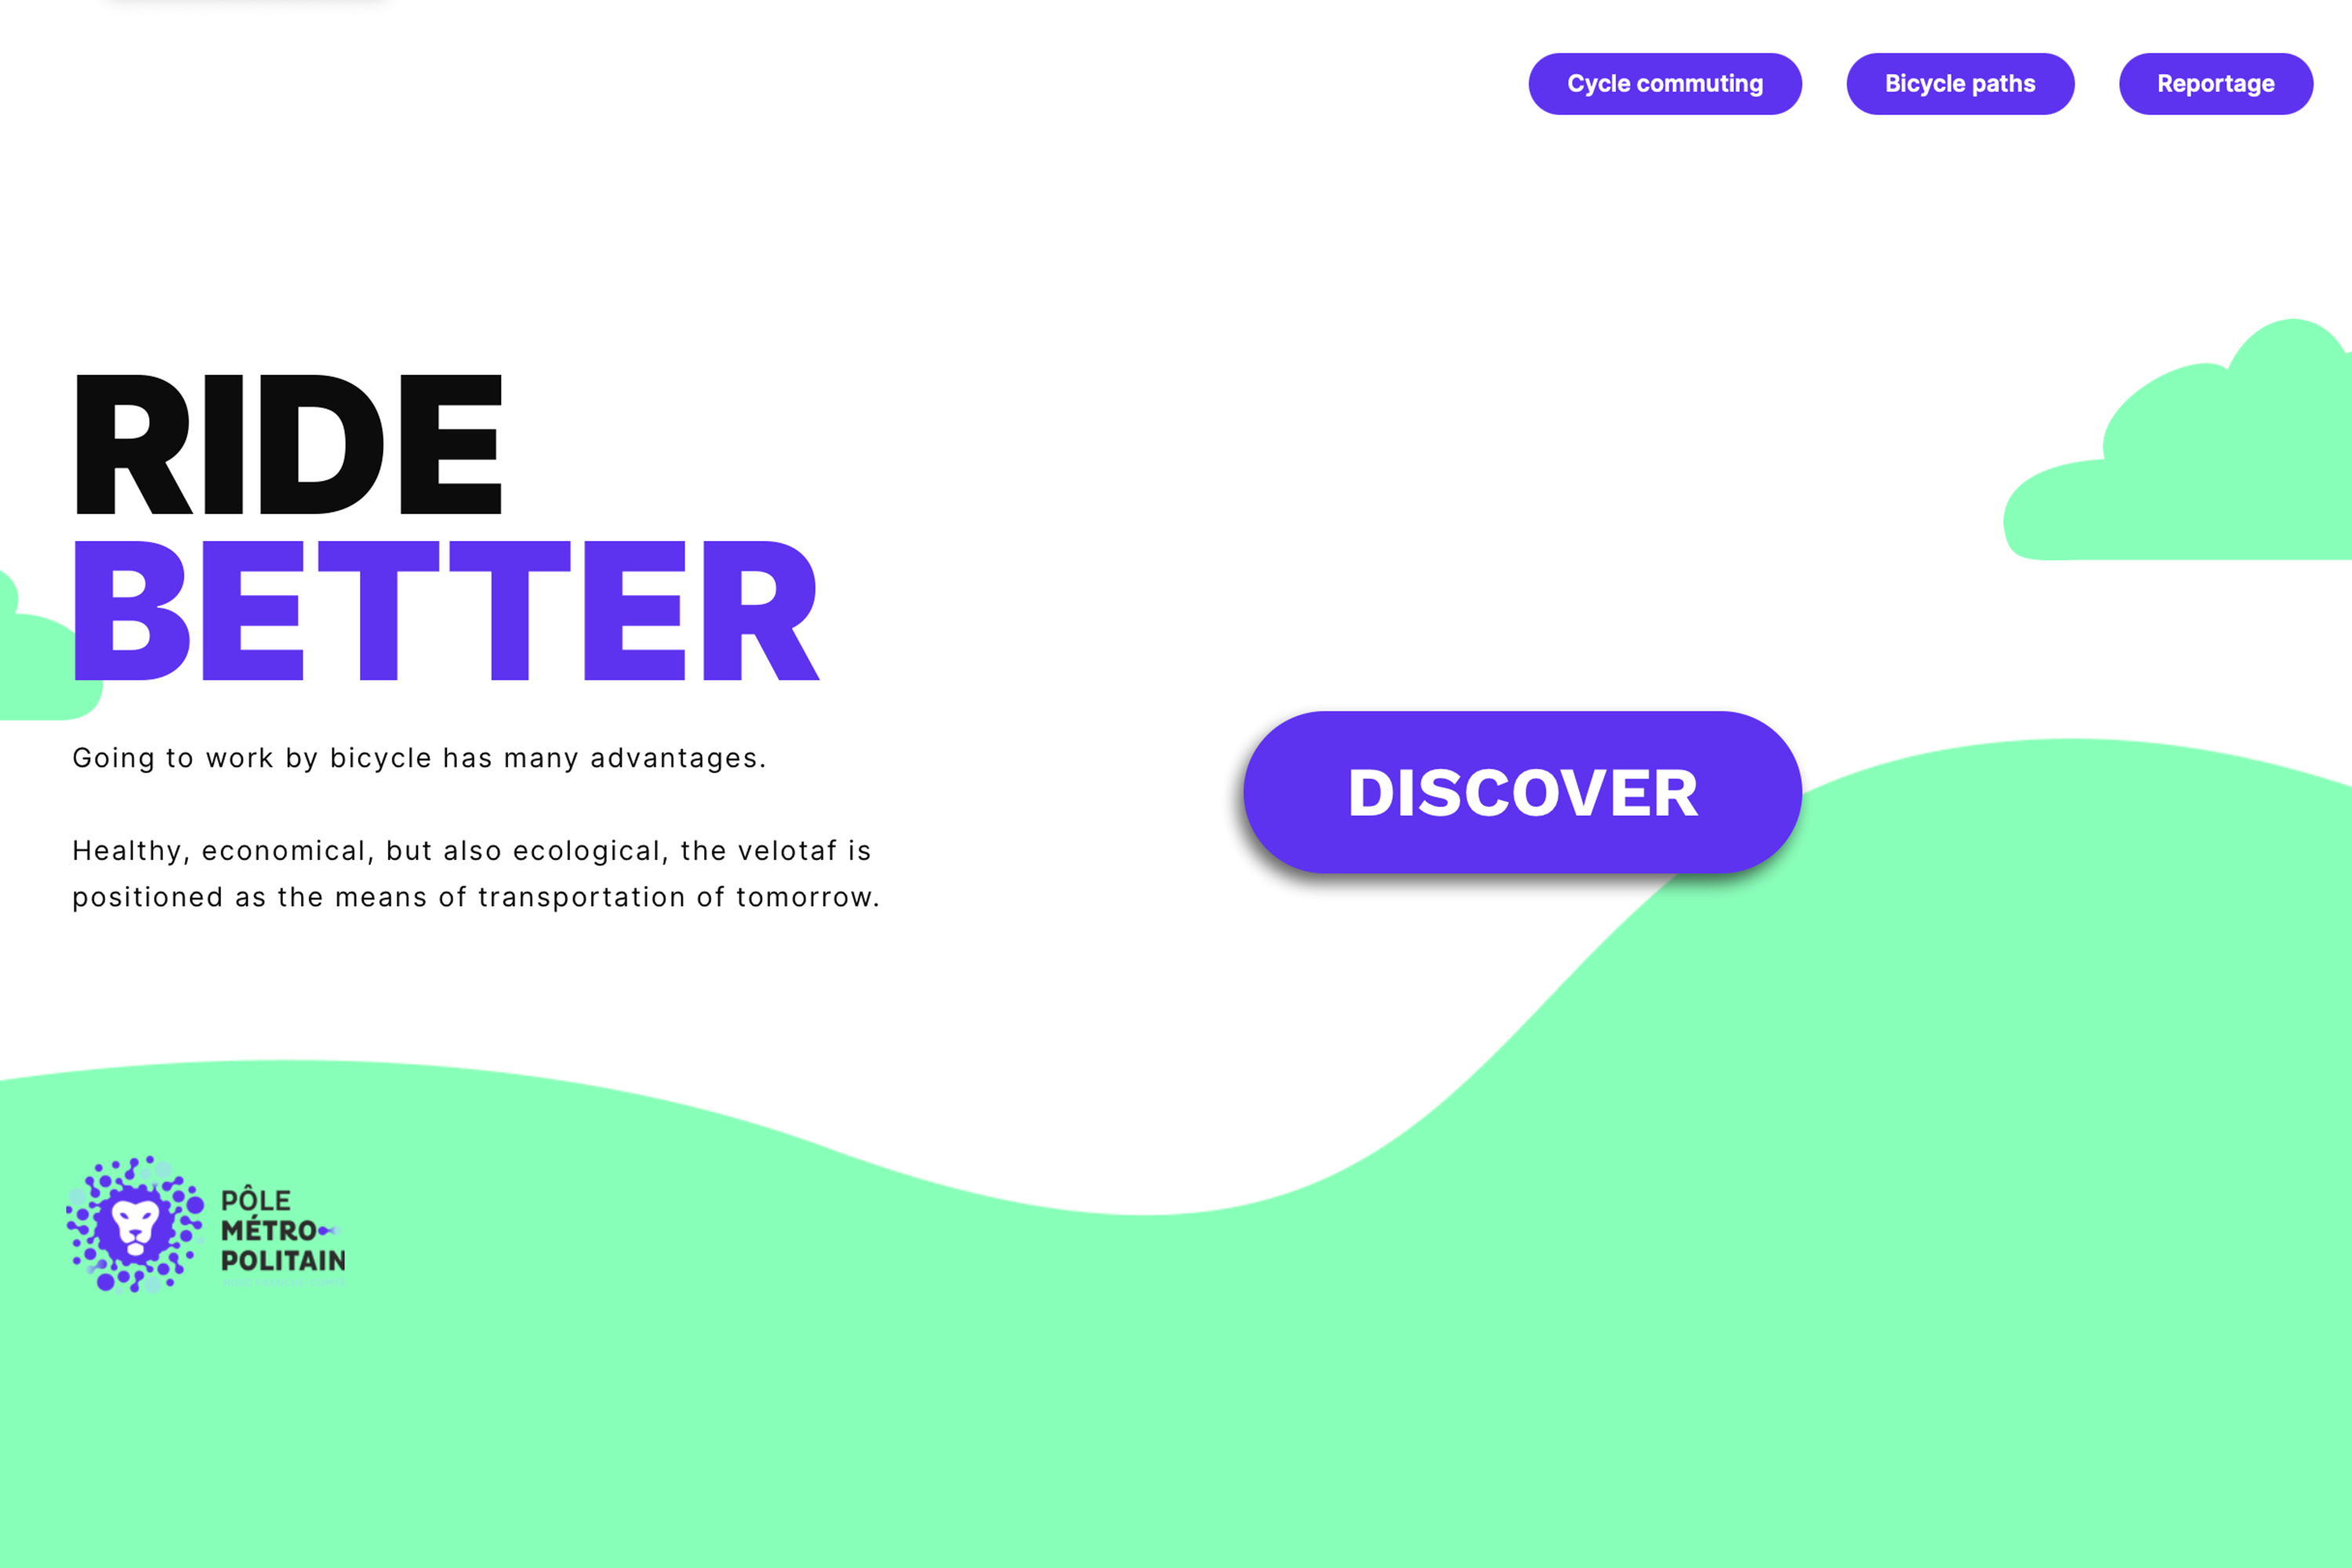 Cycle commuting
Bicycle paths
Reportage
RIDE
BETTER
Going to work by bicycle has many advantages.
Healthy, economical, but also ecological, the velotaf is
positioned as the means of transportation of tomorrow.
DISCOVER
PÔLE
MÉTRO
POLITAIN